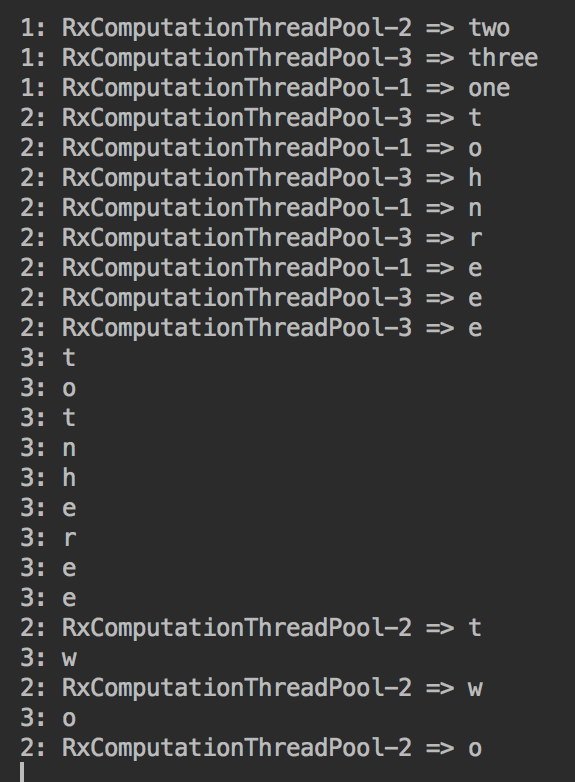 1: RxComputationThreadPool-2 => two
1: RxComputationThreadPool-3 => three
1: RxComputationThreadPool-1 => one
2: RxComputationThreadPool-3 => t
2: RxComputationThreadPool-1 => o
2: RxComputationThreadPool-3 => h
2: RxComputationThreadPool-1 => n
2: RxComputationThreadPool-3 => r
2: RxComputationThreadPool-1 => e
2: RxComputationThreadPool-3 => e
2: RxComputationThreadPool-3 => e
3: t
3: o
3: t
3: n
3: h
3: e
3: r
3: e
3: e
2: RxComputationThreadPool-2 => t
3: w
2: RxComputationThreadPool-2 => w
3: o
2: RxComputationThreadPool-2 => o